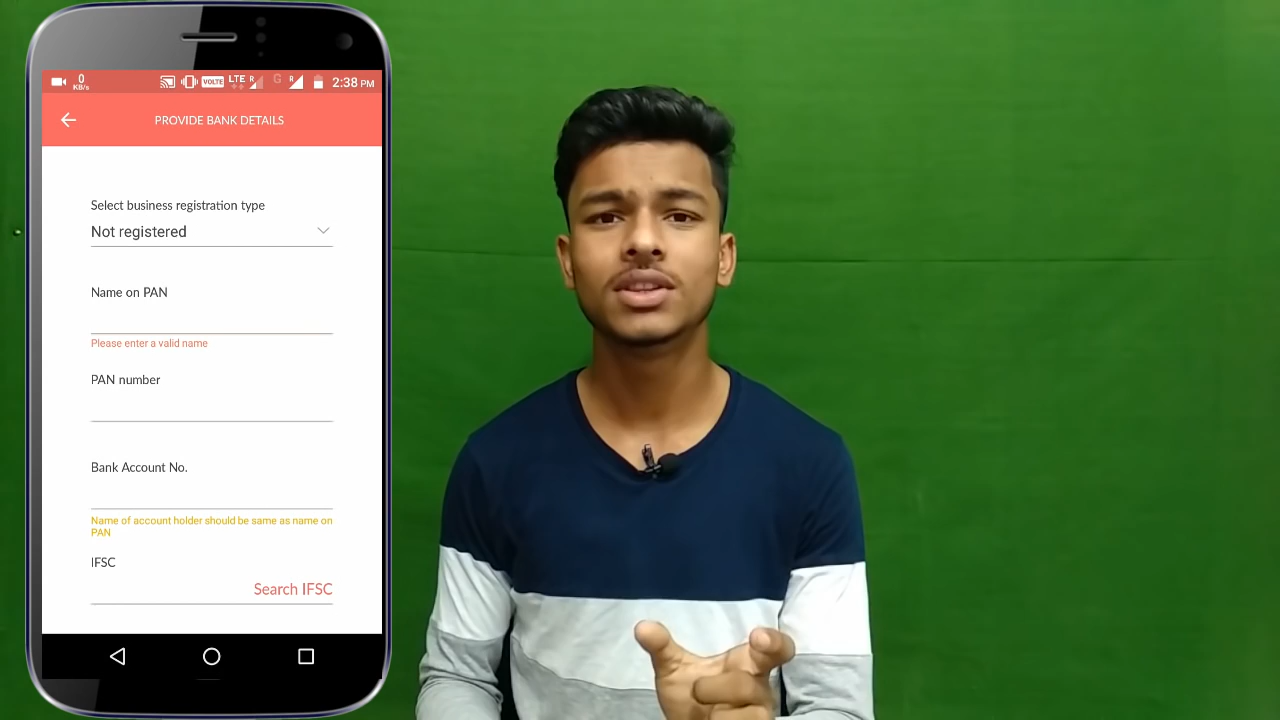 0
KB/s
VOLTE
LTE
R
G
R
2:38 PM
PROVIDE BANK DETAILS
Select business registration type
Not registered
Name on PAN
Please enter a valid name
PAN number
Bank Account No.
Name of account holder should be same as name on
PAN
IFSC
Search IFSC